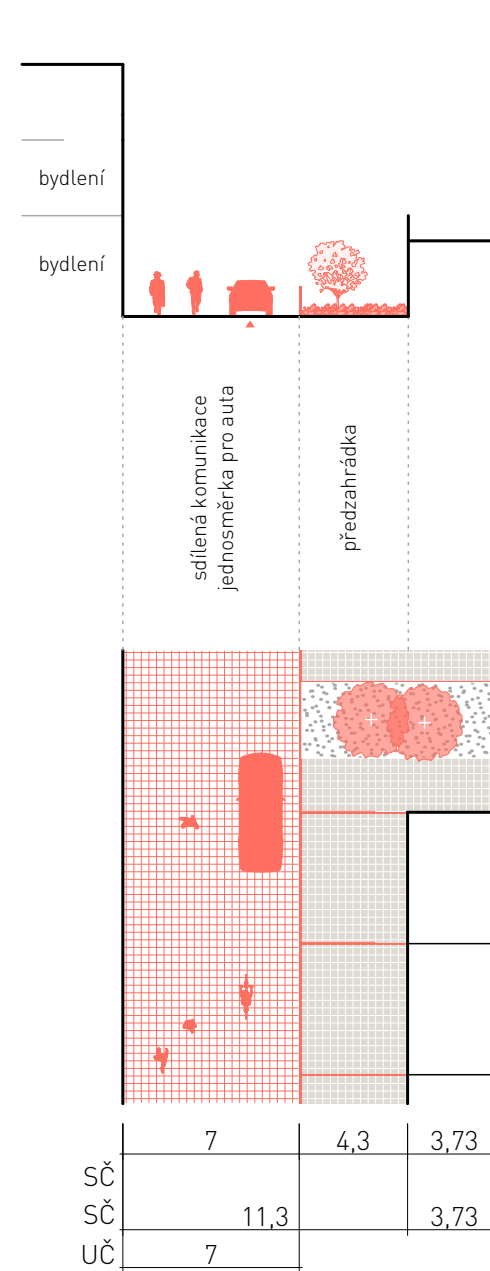 bydlení
bydlení
sdílená komunikace
jednosměrka pro auta
předzahrádka
7 4,3 3,73
SČ
SČ 11,3 3,73
UČ 7